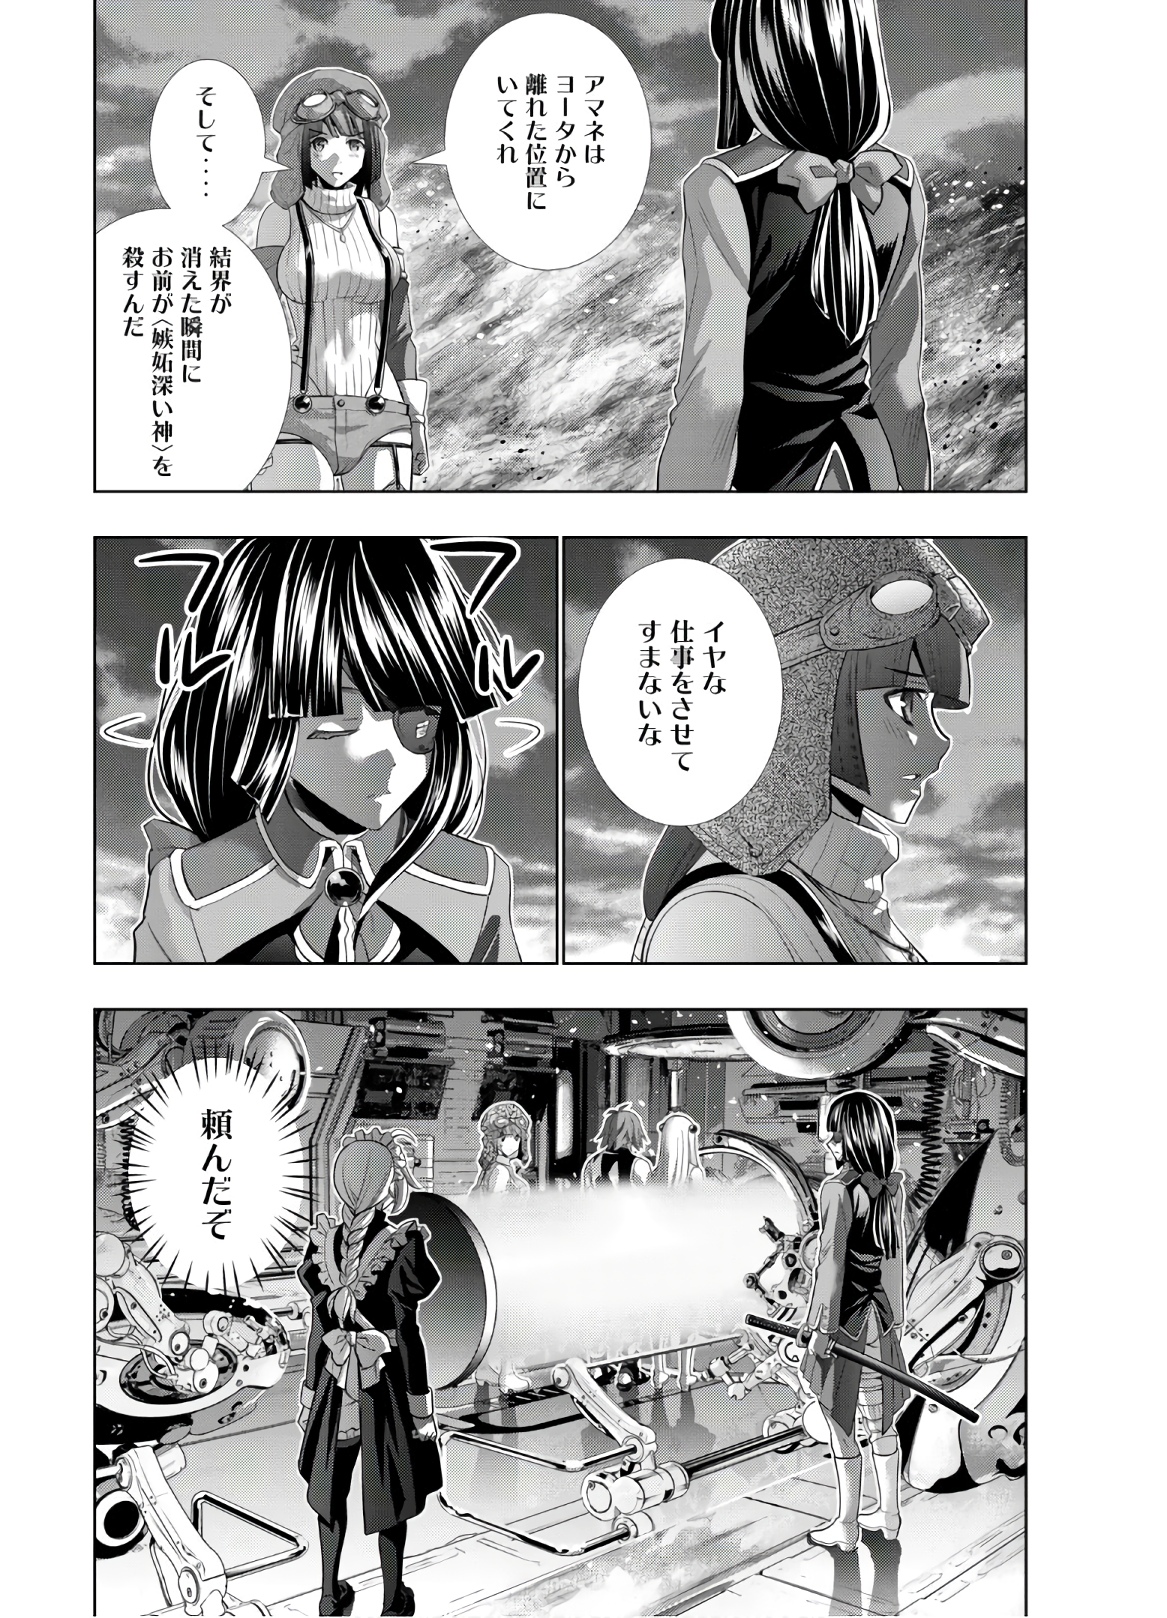 アマネは
ヨータから
離れた位置に
いてくれ
そして‥‥
結界が
消えた瞬間に
お前が〈嫉妬深い神〉を
殺すんだ
イヤな
仕事をさせて
すまないな
フル
フル
頼んだぞ